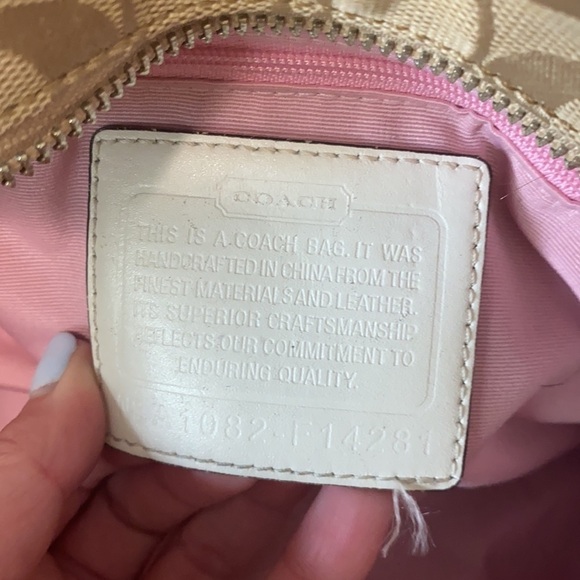 COACH
THIS IS A COACH BAG. IT WAS
HANDCRAFTED IN CHINA FROM THE
FINEST MATERIALS AND LEATHER.
ITS SUPERIOR CRAFTSMANSHIP
REFLECTS OUR COMMITMENT TO
ENDURING QUALITY.
1082-F14281